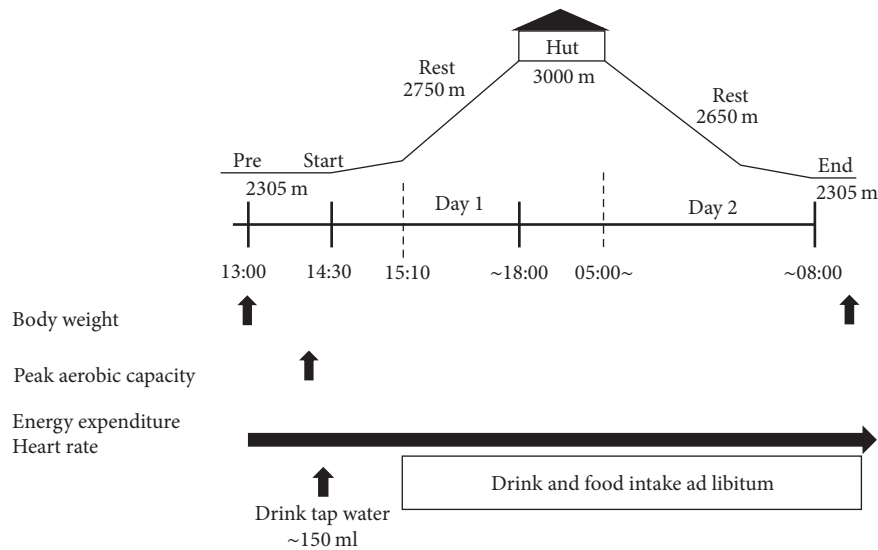 Hut
3000 m
Rest
2750 m
Rest
2650 m
Pre
Start
2305 m
End
2305 m
Day 1
Day 2
13:00
14:30
15:10
~18:00
05:00~
~08:00
Body weight
Peak aerobic capacity
Energy expenditure
Heart rate
Drink and food intake ad libitum
Drink tap water
~150 ml